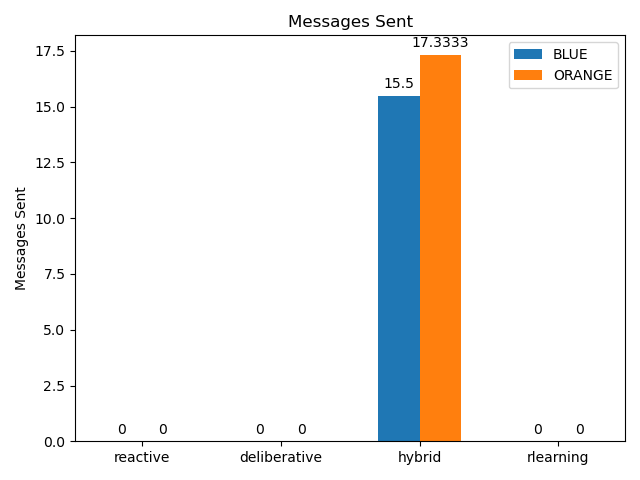 Messages Sent
17.5
15.0
12.5
10.0
7.5
5.0
2.5
0.0
Messages Sent
BLUE
ORANGE
0
0
0
0
15.5
17.3333
0
0
reactive
deliberative
hybrid
rlearning